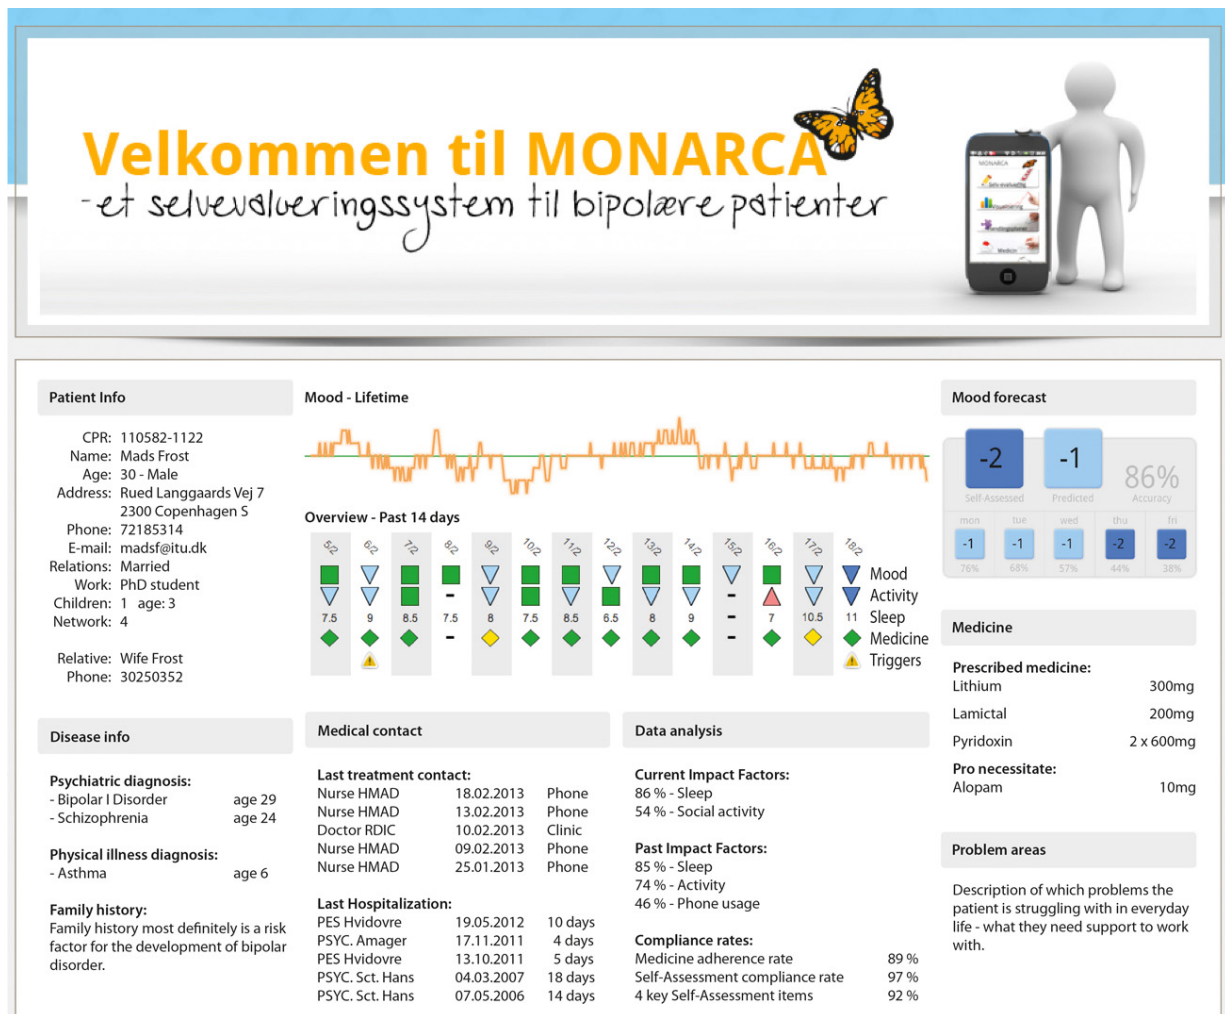 Velkommen til MONARCA
- et selvevalueringssystem til bipolære patienter
MONARCA
Medicin
Patient Info
CPR: 110582-1122
Name: Mads Frost
Age: 30 - Male
Address: Rued Langgaards Vej 7
2300 Copenhagen S
Phone: 72185314
E-mail: madsf@itu.dk
Relations: Married
Work: PhD student
Children: 1 age: 3
Network: 4
Relative: Wife Frost
Phone: 30250352
Disease info
Psychiatric diagnosis:
- Bipolar I Disorder age 29
- Schizophrenia age 24
Physical illness diagnosis:
- Asthma age 6
Family history:
Family history most definitely is a risk
factor for the development of bipolar
disorder.
Mood - Lifetime
Overview - Past 14 days
5/2 6/2 7/2 8/2 9/2 10/2 11/2 12/2 13/2 14/2 15/2 16/2 17/2 18/2
Mood
- Activity
7.5 9 8.5 7.5 8 7.5 8.5 6.5 8 9 - 7 10.5 11 Sleep
- - Medicine
Triggers
Medical contact
Last treatment contact:
Nurse HMAD 18.02.2013 Phone
Nurse HMAD 13.02.2013 Phone
Doctor RDIC 10.02.2013 Clinic
Nurse HMAD 09.02.2013 Phone
Nurse HMAD 25.01.2013 Phone
Last Hospitalization:
PES Hvidovre 19.05.2012 10 days
PSYC. Amager 17.11.2011 4 days
PES Hvidovre 13.10.2011 5 days
PSYC. Sct. Hans 04.03.2007 18 days
PSYC. Sct. Hans 07.05.2006 14 days
Data analysis
Current Impact Factors:
86 % - Sleep
54 % - Social activity
Past Impact Factors:
85 % - Sleep
74 % - Activity
46 % - Phone usage
Compliance rates:
Medicine adherence rate 89 %
Self-Assessment compliance rate 97 %
4 key Self-Assessment items 92 %
Mood forecast
-2 -1 86%
Self-Assessed Predicted Accuracy
mon tue wed thu fri
-1 -1 -1 -2 -2
76% 68% 57% 44% 38%
Medicine
Prescribed medicine:
Lithium 300mg
Lamictal 200mg
Pyridoxin 2 x 600mg
Pro necessitate:
Alopam 10mg
Problem areas
Description of which problems the
patient is struggling with in everyday
life - what they need support to work
with.